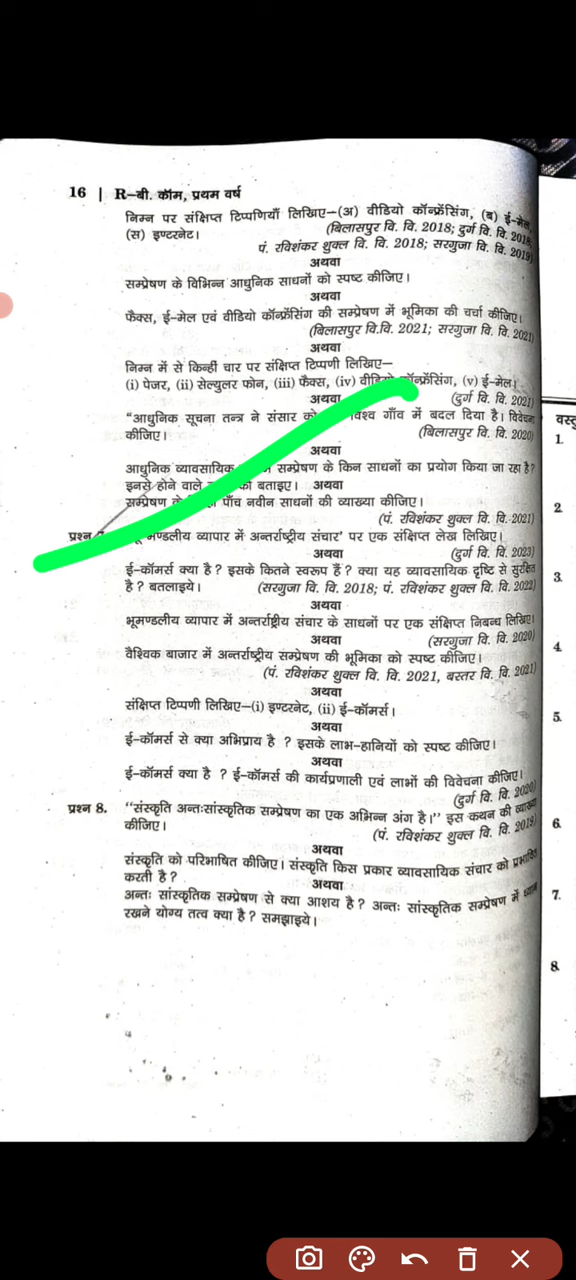 16 | R–बी. कॉम, प्रथम वर्ष
निम्न पर संक्षिप्त टिप्पणियाँ लिखिए–(अ) वीडियो कॉन्फ्रेंसिंग, (ब) ई-मेल,
(स) इण्टरनेट। (बिलासपुर वि. वि. 2018; दुर्ग वि. वि. 2018;
पं. रविशंकर शुक्ल वि. वि. 2018; सरगुजा वि. वि. 2019)
अथवा
सम्प्रेषण के विभिन्न आधुनिक साधनों को स्पष्ट कीजिए।
अथवा
फैक्स, ई-मेल एवं वीडियो कॉन्फ्रेंसिंग की सम्प्रेषण में भूमिका की चर्चा कीजिए।
(बिलासपुर वि.वि. 2021; सरगुजा वि. वि. 2021)
अथवा
निम्न में से किन्हीं चार पर संक्षिप्त टिप्पणी लिखिए–
(i) पेजर, (ii) सेल्युलर फोन, (iii) फैक्स, (iv) वीडियो कॉन्फ्रेंसिंग, (v) ई-मेल।
अथवा (दुर्ग वि. वि. 2021)
"आधुनिक सूचना तन्त्र ने संसार को विश्व गाँव में बदल दिया है। विवेचना
कीजिए। (बिलासपुर वि. वि. 2020)
अथवा
आधुनिक व्यावसायिक सम्प्रेषण के किन साधनों का प्रयोग किया जा रहा है?
इनसे होने वाले को बताइए। अथवा
सम्प्रेषण के पाँच नवीन साधनों की व्याख्या कीजिए।
(पं. रविशंकर शुक्ल वि. वि. 2021)
प्रश्न भूमण्डलीय व्यापार में अन्तर्राष्ट्रीय संचार' पर एक संक्षिप्त लेख लिखिए।
अथवा (दुर्ग वि. वि. 2023)
ई-कॉमर्स क्या है? इसके कितने स्वरूप हैं? क्या यह व्यावसायिक दृष्टि से सुरक्षित
है? बतलाइये। (सरगुजा वि. वि. 2018; पं. रविशंकर शुक्ल वि. वि. 2022)
अथवा
भूमण्डलीय व्यापार में अन्तर्राष्ट्रीय संचार के साधनों पर एक संक्षिप्त निबन्ध लिखिए।
अथवा (सरगुजा वि. वि. 2020)
वैश्विक बाजार में अन्तर्राष्ट्रीय सम्प्रेषण की भूमिका को स्पष्ट कीजिए।
(पं. रविशंकर शुक्ल वि. वि. 2021, बस्तर वि. वि. 2021)
अथवा
संक्षिप्त टिप्पणी लिखिए–(i) इण्टरनेट, (ii) ई-कॉमर्स।
अथवा
ई-कॉमर्स से क्या अभिप्राय है ? इसके लाभ-हानियों को स्पष्ट कीजिए।
अथवा
ई-कॉमर्स क्या है ? ई-कॉमर्स की कार्यप्रणाली एवं लाभों की विवेचना कीजिए।
(दुर्ग वि. वि. 2020)
प्रश्न 8. "संस्कृति अन्तःसांस्कृतिक सम्प्रेषण का एक अभिन्न अंग है।" इस कथन की व्याख्या
कीजिए। (पं. रविशंकर शुक्ल वि. वि. 2019)
अथवा
संस्कृति को परिभाषित कीजिए। संस्कृति किस प्रकार व्यावसायिक संचार को प्रभावित
करती है?
अथवा
अन्तः सांस्कृतिक सम्प्रेषण से क्या आशय है? अन्तः सांस्कृतिक सम्प्रेषण में ध्यान
रखने योग्य तत्व क्या है? समझाइये।
1.
2
3.
4.
5.
6.
7.
8.